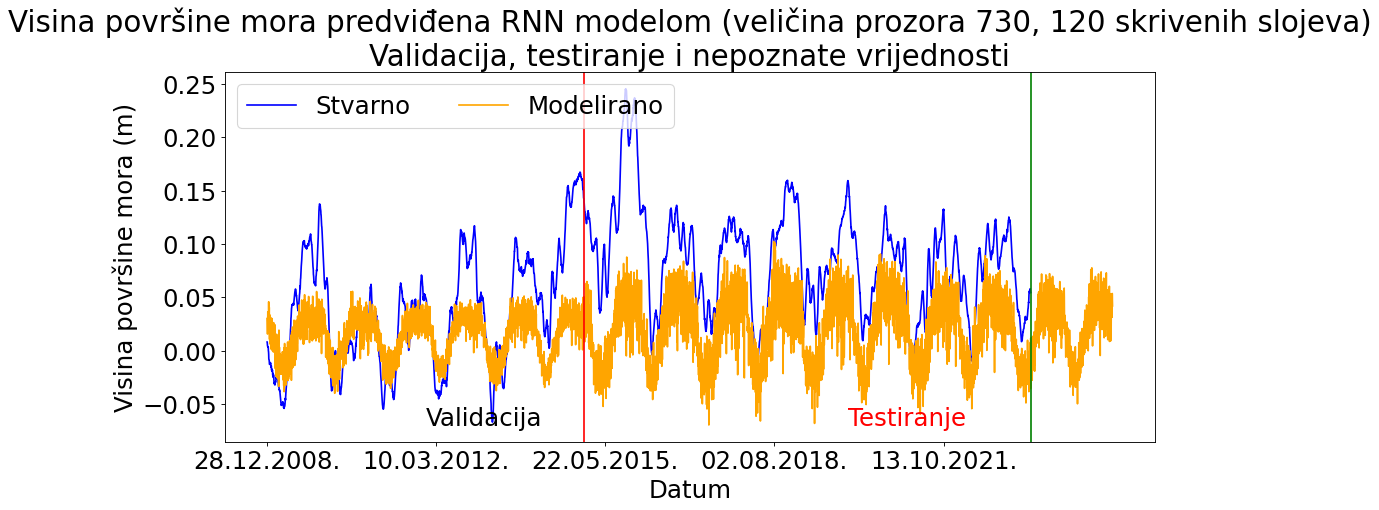 Visina površine mora predviđena RNN modelom (veličina prozora 730, 120 skrivenih slojeva)
Validacija, testiranje i nepoznate vrijednosti
Stvarno
Modelirano
Visina površine mora (m)
0.25
0.20
0.15
0.10
0.05
0.00
−0.05
Validacija
Testiranje
28.12.2008.
10.03.2012.
22.05.2015.
02.08.2018.
13.10.2021.
Datum